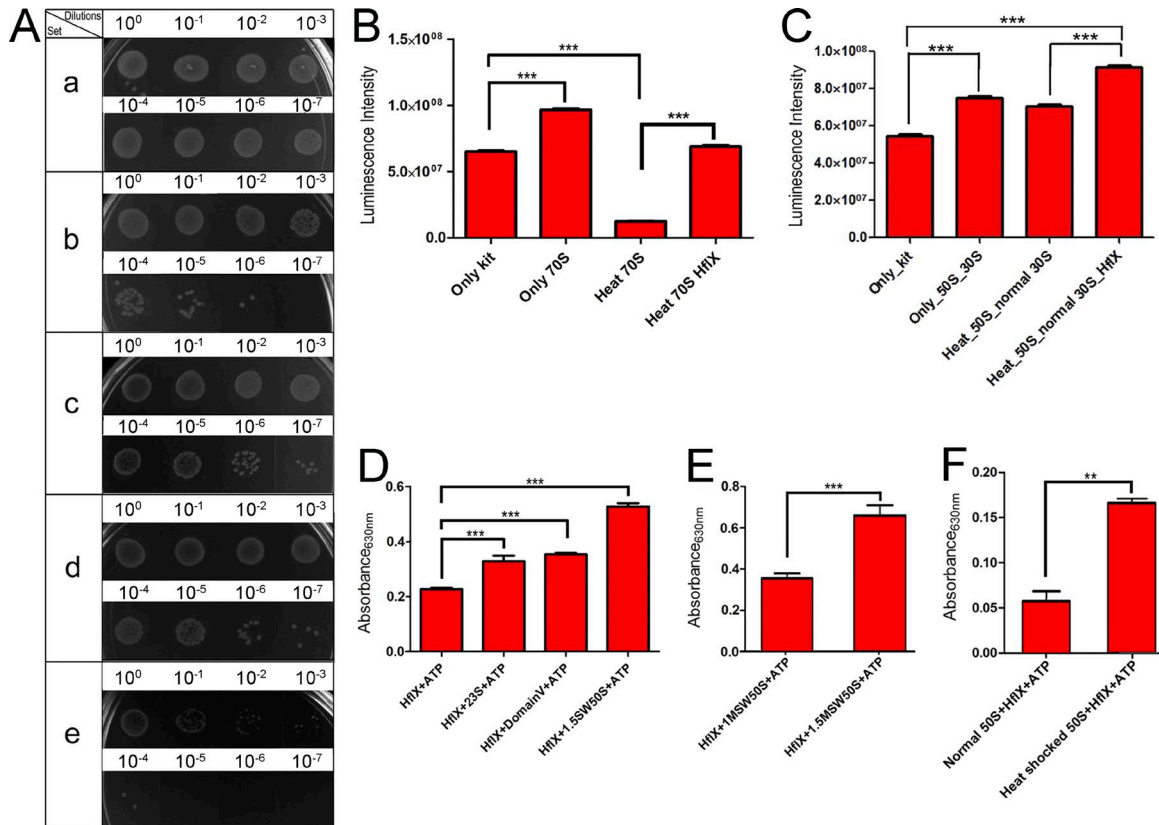 A
Dilutions
Set
10⁰ 10⁻¹ 10⁻² 10⁻³
a
10⁻⁴ 10⁻⁵ 10⁻⁶ 10⁻⁷
10⁰ 10⁻¹ 10⁻² 10⁻³
b
10⁻⁴ 10⁻⁵ 10⁻⁶ 10⁻⁷
10⁰ 10⁻¹ 10⁻² 10⁻³
c
10⁻⁴ 10⁻⁵ 10⁻⁶ 10⁻⁷
10⁰ 10⁻¹ 10⁻² 10⁻³
d
10⁻⁴ 10⁻⁵ 10⁻⁶ 10⁻⁷
10⁰ 10⁻¹ 10⁻² 10⁻³
e
10⁻⁴ 10⁻⁵ 10⁻⁶ 10⁻⁷
B
Luminescence Intensity
1.5×10⁰⁸
1.0×10⁰⁸
5.0×10⁰⁷
0.0
***
***
***
Only kit
Only 70S
Heat 70S
Heat 70S HflX
C
Luminescence Intensity
1.0×10⁰⁸
8.0×10⁰⁷
6.0×10⁰⁷
4.0×10⁰⁷
2.0×10⁰⁷
0.0
***
***
***
Only_kit
Only_50S_30S
Heat_50S_normal 30S
Heat_50S_normal 30S_HflX
D
Absorbance630nm
0.6
0.4
0.2
0.0
***
***
***
HflX+ATP
HflX+23S+ATP
HflX+DomainV+ATP
HflX+1.5SW50S+ATP
E
Absorbance630nm
0.8
0.6
0.4
0.2
0.0
***
HflX+1MSW50S+ATP
HflX+1.5MSW50S+ATP
F
Absorbance630nm
0.20
0.15
0.10
0.05
0.00
**
Normal 50S+HflX+ATP
Heat shocked 50S+HflX+ATP